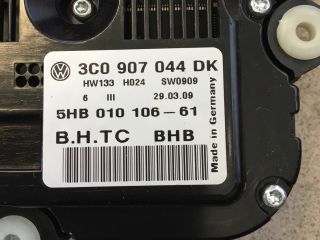 3C0 907 044 DK
HW133 H024 SW0909
6 III 29.03.09
5HB 010 106-61
B.H.TC BHB
Made in Germany